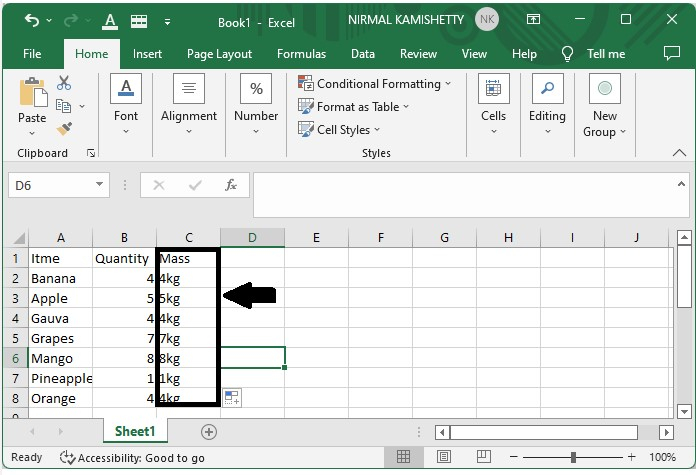 Book1 - Excel
NIRMAL KAMISHETTY
NK
File Home Insert Page Layout Formulas Data Review View Help Tell me
Paste
Clipboard
A
Font
Alignment
%
Number
Conditional Formatting
Format as Table
Cell Styles
Styles
Cells
Editing
New
Group
D6
fx
A B C D E F G H I J
1 Itme Quantity Mass
2 Banana 4 4kg
3 Apple 5 5kg
4 Gauva 4 4kg
5 Grapes 7 7kg
6 Mango 8 8kg
7 Pineapple 1 1kg
8 Orange 4 4kg
9
Sheet1
Ready Accessibility: Good to go 100%